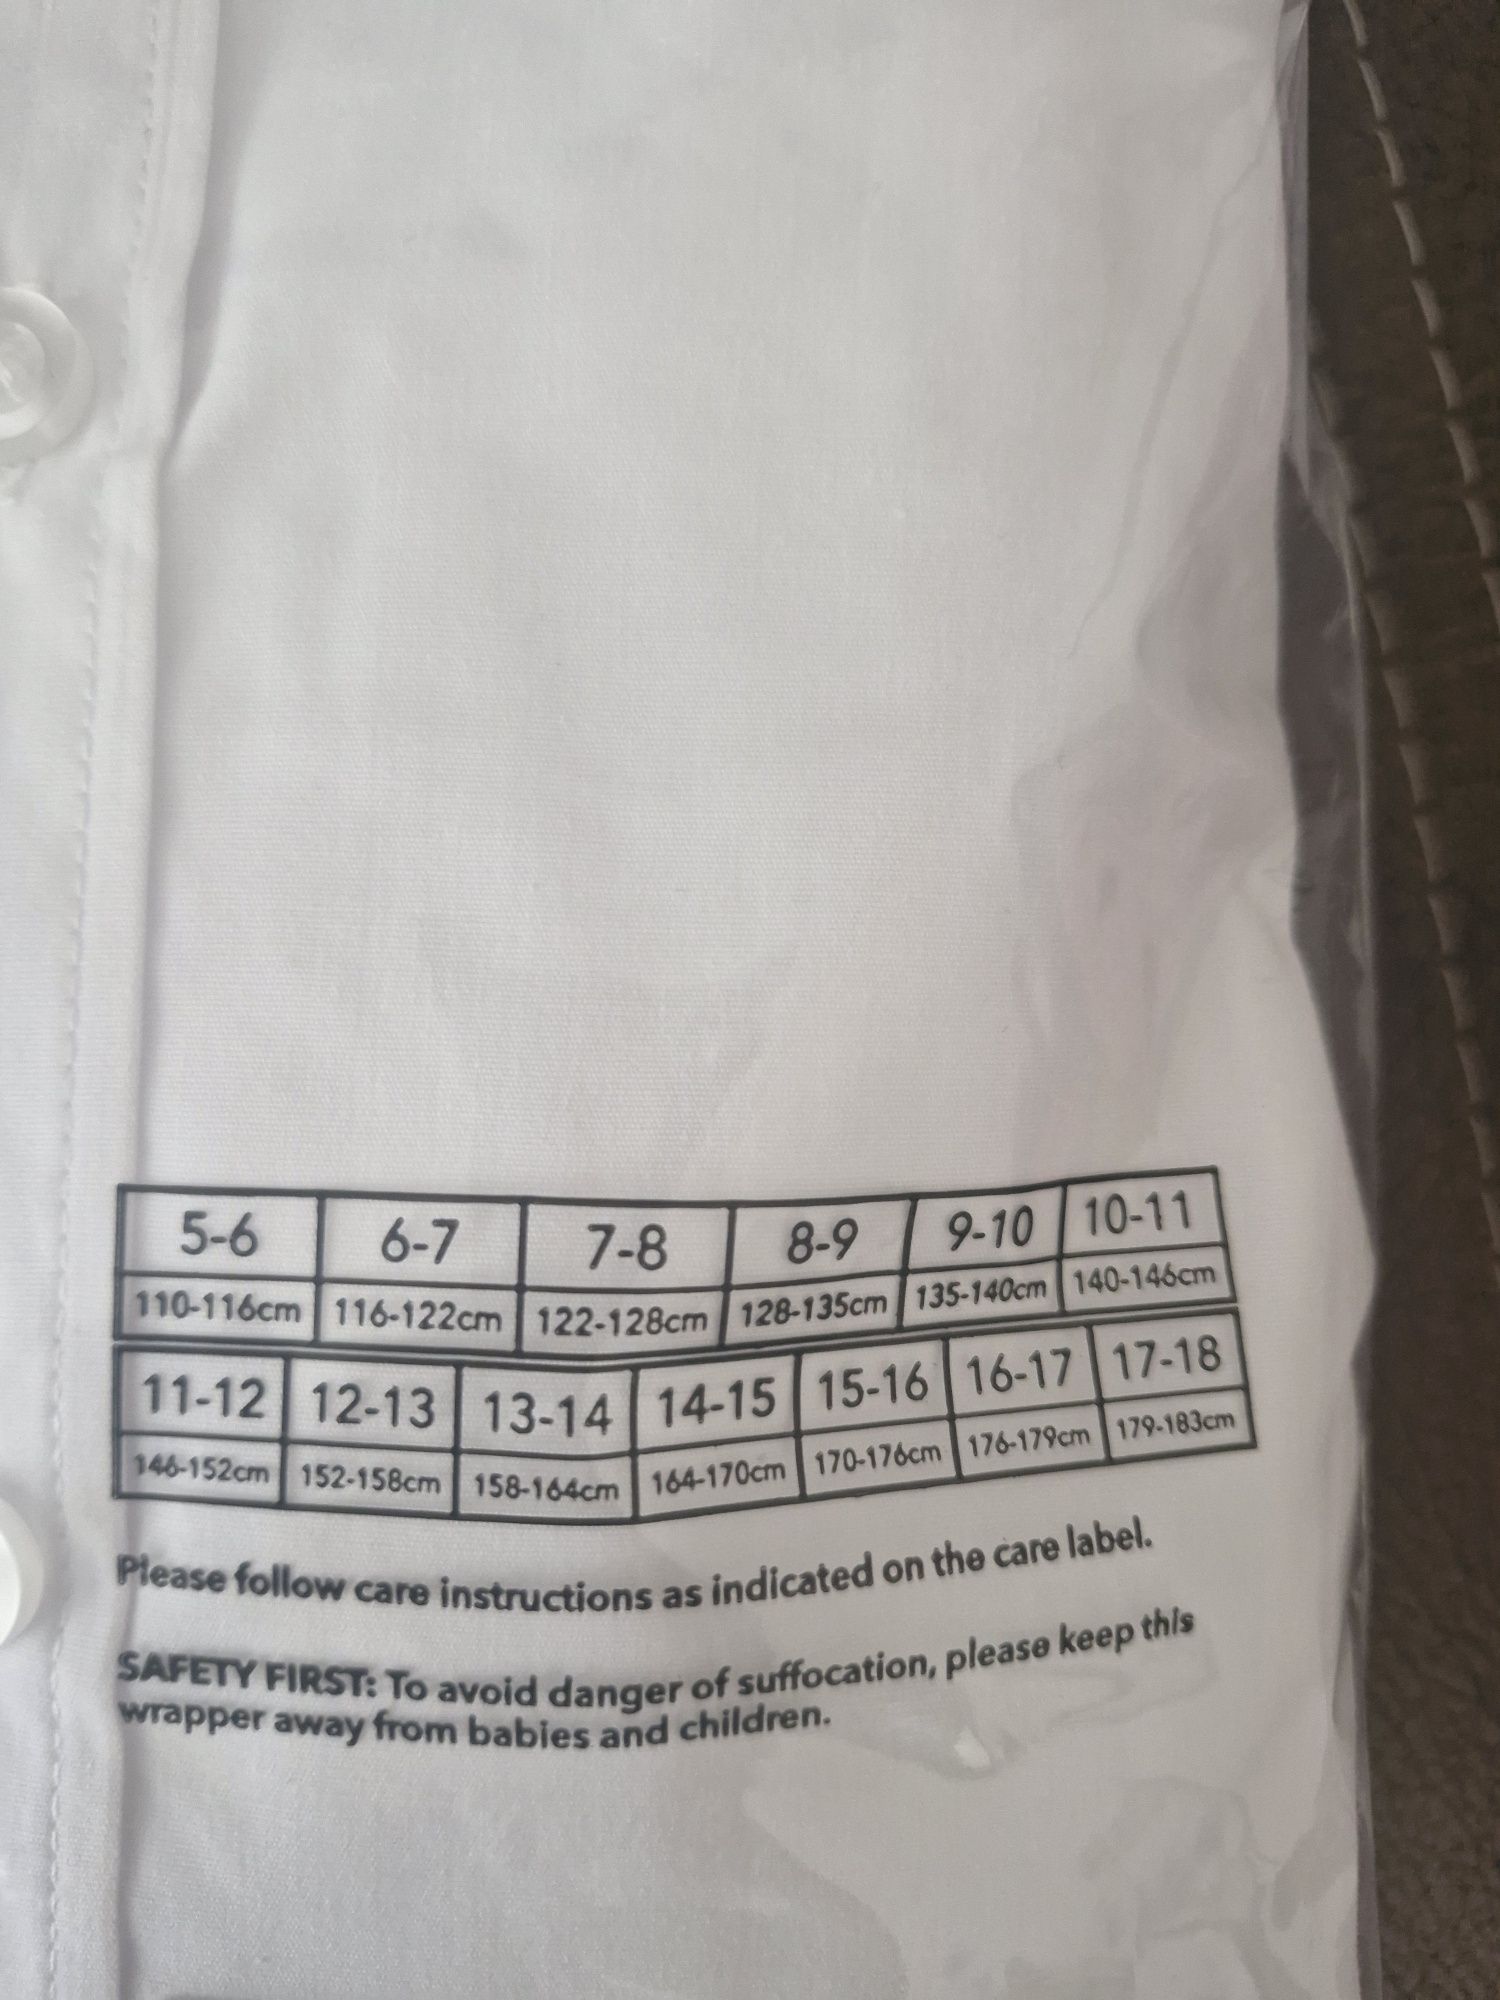 5-6 6-7 7-8 8-9 9-10 10-11
110-116cm 116-122cm 122-128cm 128-135cm 135-140cm 140-146cm
11-12 12-13 13-14 14-15 15-16 16-17 17-18
146-152cm 152-158cm 158-164cm 164-170cm 170-176cm 176-179cm 179-183cm
Please follow care instructions as indicated on the care label.
SAFETY FIRST: To avoid danger of suffocation, please keep this
wrapper away from babies and children.